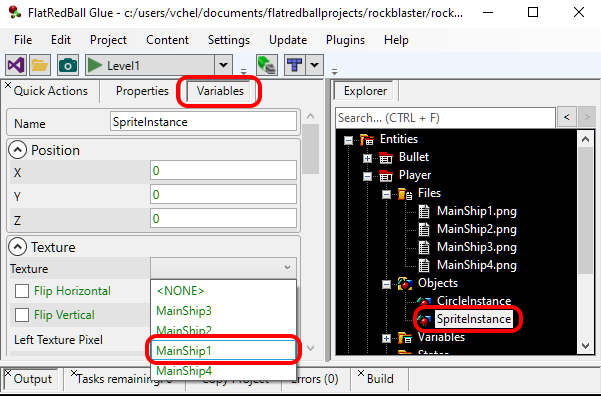 FlatRedBall Glue - c:/users/vchel/documents/flatredballprojects/rockblaster/rock...
File Project Edit Content Settings Update Plugins Help
Level1
Quick Actions Properties Variables
Name SpriteInstance
Position
X 0
Y 0
Z 0
Texture
Texture
Flip Horizontal
Flip Vertical
Left Texture Pixel
<NONE>
MainShip3
MainShip2
MainShip1
MainShip4
Explorer
Search... (CTRL + F) < >
Entities
Bullet
Player
Files
MainShip1.png
MainShip2.png
MainShip3.png
MainShip4.png
Objects
CircleInstance
SpriteInstance
Variables
States
Output Tasks remaining: 0 Copy Project Errors (0) Build